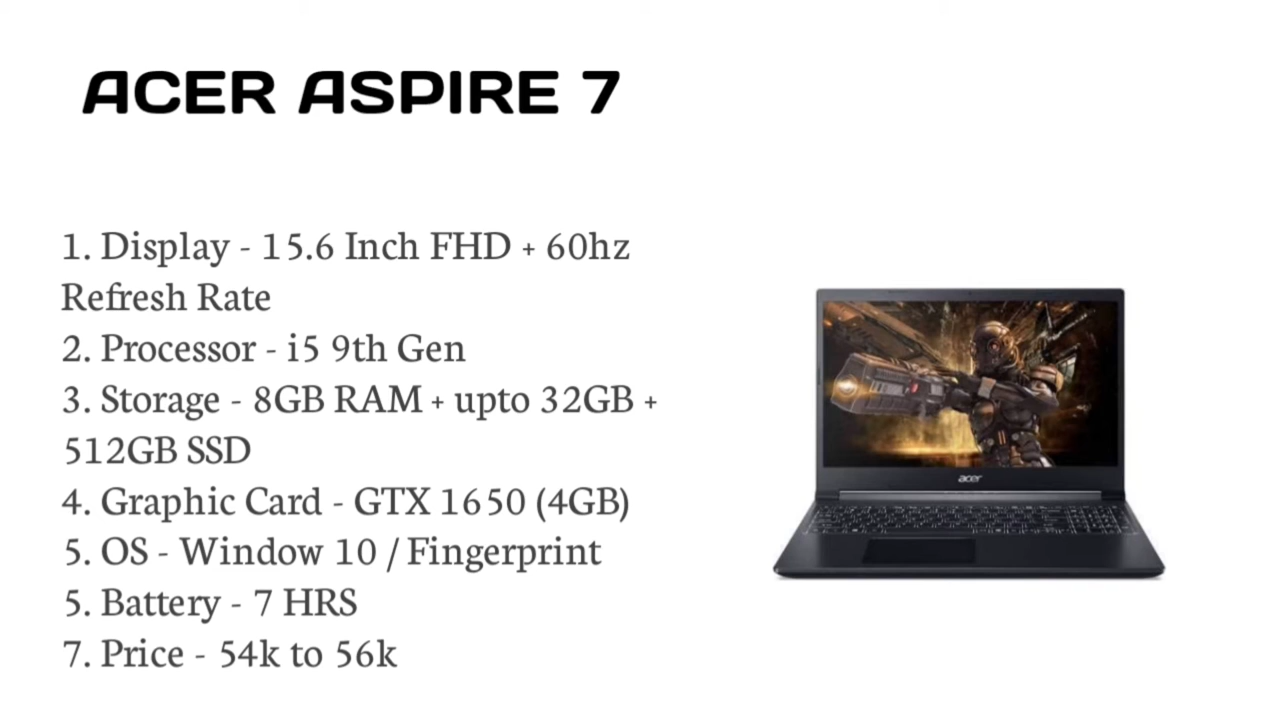 ACER ASPIRE 7
1. Display - 15.6 Inch FHD + 60hz
Refresh Rate
2. Processor - i5 9th Gen
3. Storage - 8GB RAM + upto 32GB +
512GB SSD
4. Graphic Card - GTX 1650 (4GB)
5. OS - Window 10 / Fingerprint
5. Battery - 7 HRS
7. Price - 54k to 56k
acer